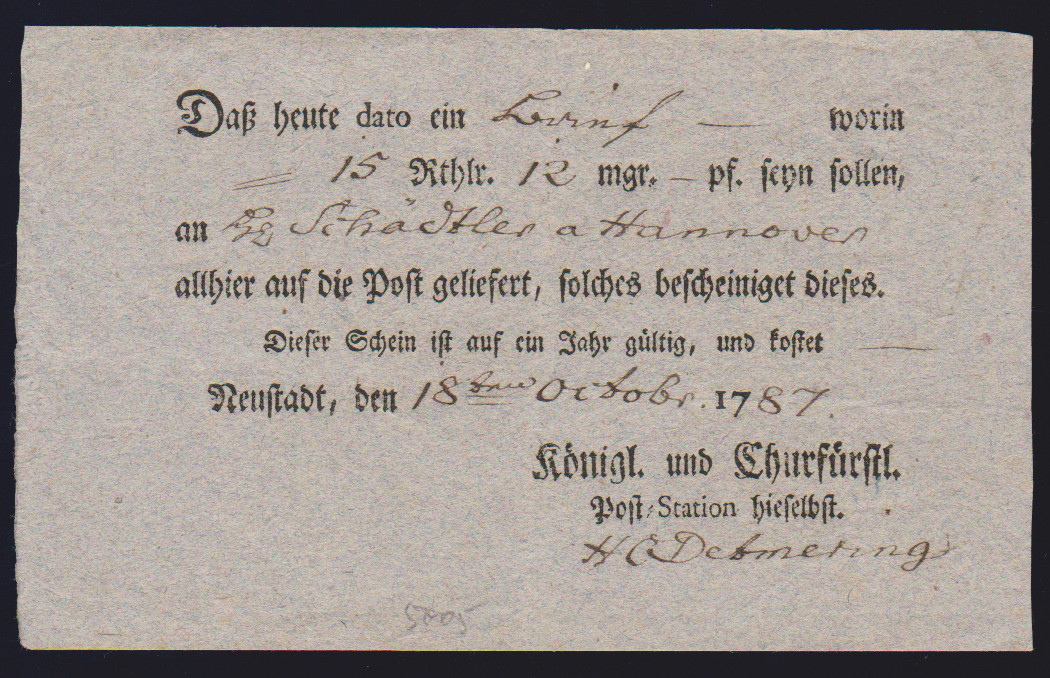 Daß heute dato ein Brief — worin
15 Rthlr. 12 mgr. — pf. seyn sollen,
an Schädtler a Hannover
allhier auf die Post geliefert, solches bescheiniget dieses.
Dieser Schein ist auf ein Jahr gültig, und kostet —
Neustadt, den 18ten Octobr. 1787.
Königl. und Churfürstl.
Post-Station hieselbst.
H C Detmering
5005